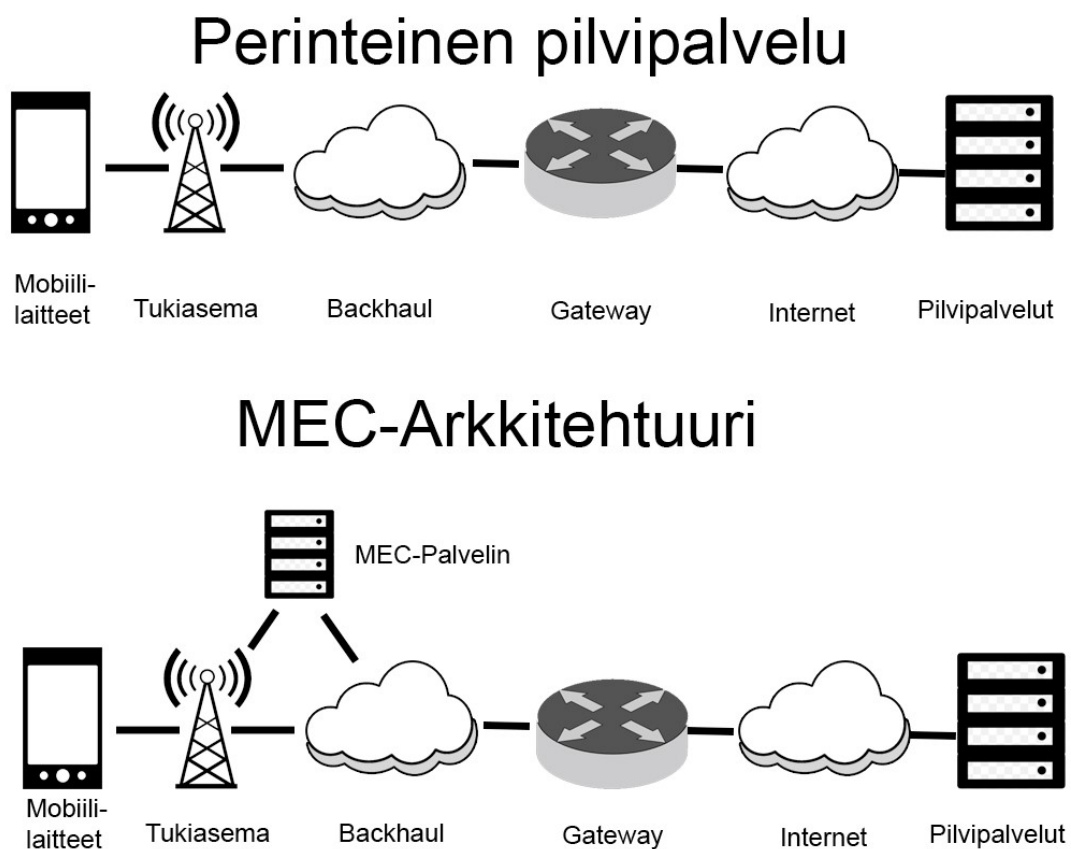 Perinteinen pilvipalvelu
Mobiili-
laitteet
Tukiasema
Backhaul
Gateway
Internet
Pilvipalvelut
MEC-Arkkitehtuuri
MEC-Palvelin
Mobiili-
laitteet
Tukiasema
Backhaul
Gateway
Internet
Pilvipalvelut